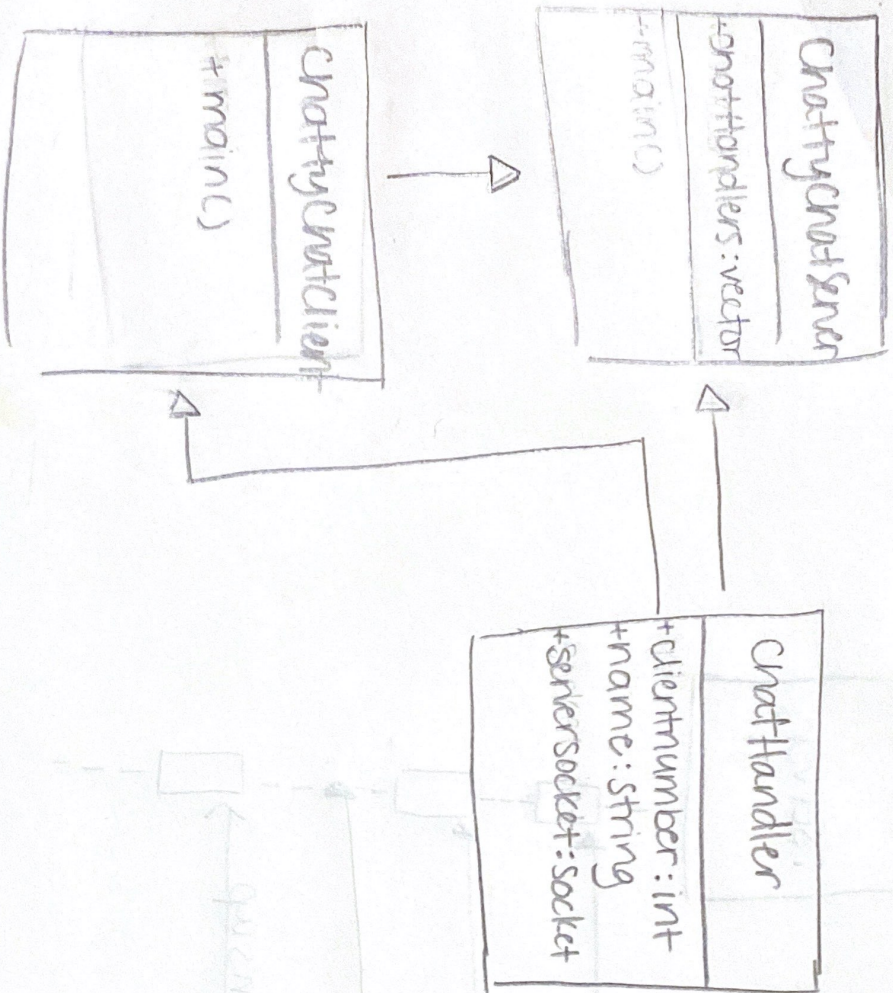 ChattyChatServer
+chatHandlers:vector
+main()
ChattyChatClient
+main()
ChatHandler
+clientnumber:int
+name:string
+serversocket:Socket